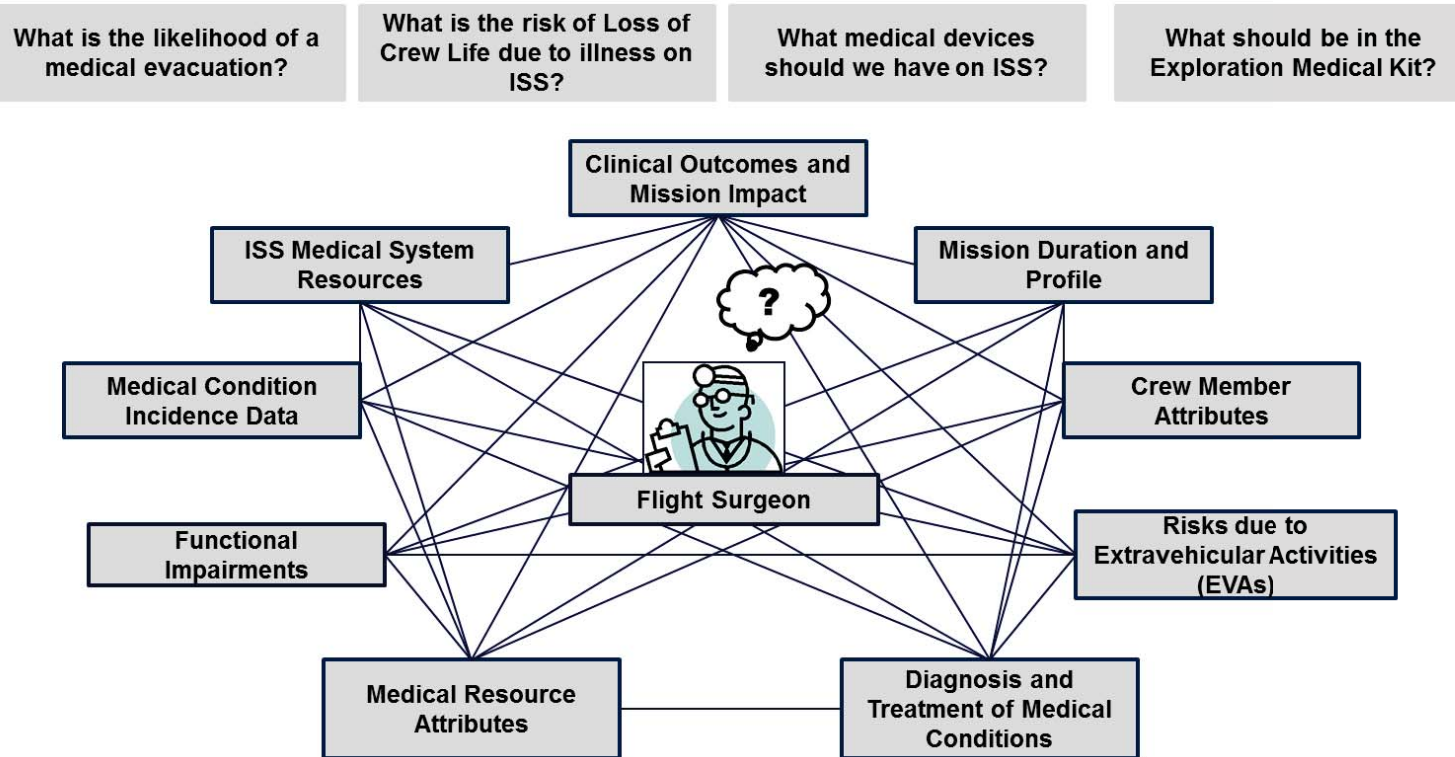 What is the likelihood of a
medical evacuation?
What is the risk of Loss of
Crew Life due to illness on
ISS?
What medical devices
should we have on ISS?
What should be in the
Exploration Medical Kit?
Clinical Outcomes and
Mission Impact
ISS Medical System
Resources
Mission Duration and
Profile
?
Medical Condition
Incidence Data
Crew Member
Attributes
Flight Surgeon
Functional
Impairments
Risks due to
Extravehicular Activities
(EVAs)
Medical Resource
Attributes
Diagnosis and
Treatment of Medical
Conditions